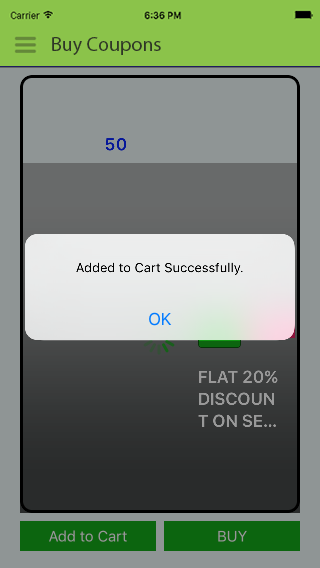 Carrier 6:36 PM
Buy Coupons
50
Added to Cart Successfully.
OK
FLAT 20%
DISCOUN
T ON SE...
Add to Cart BUY